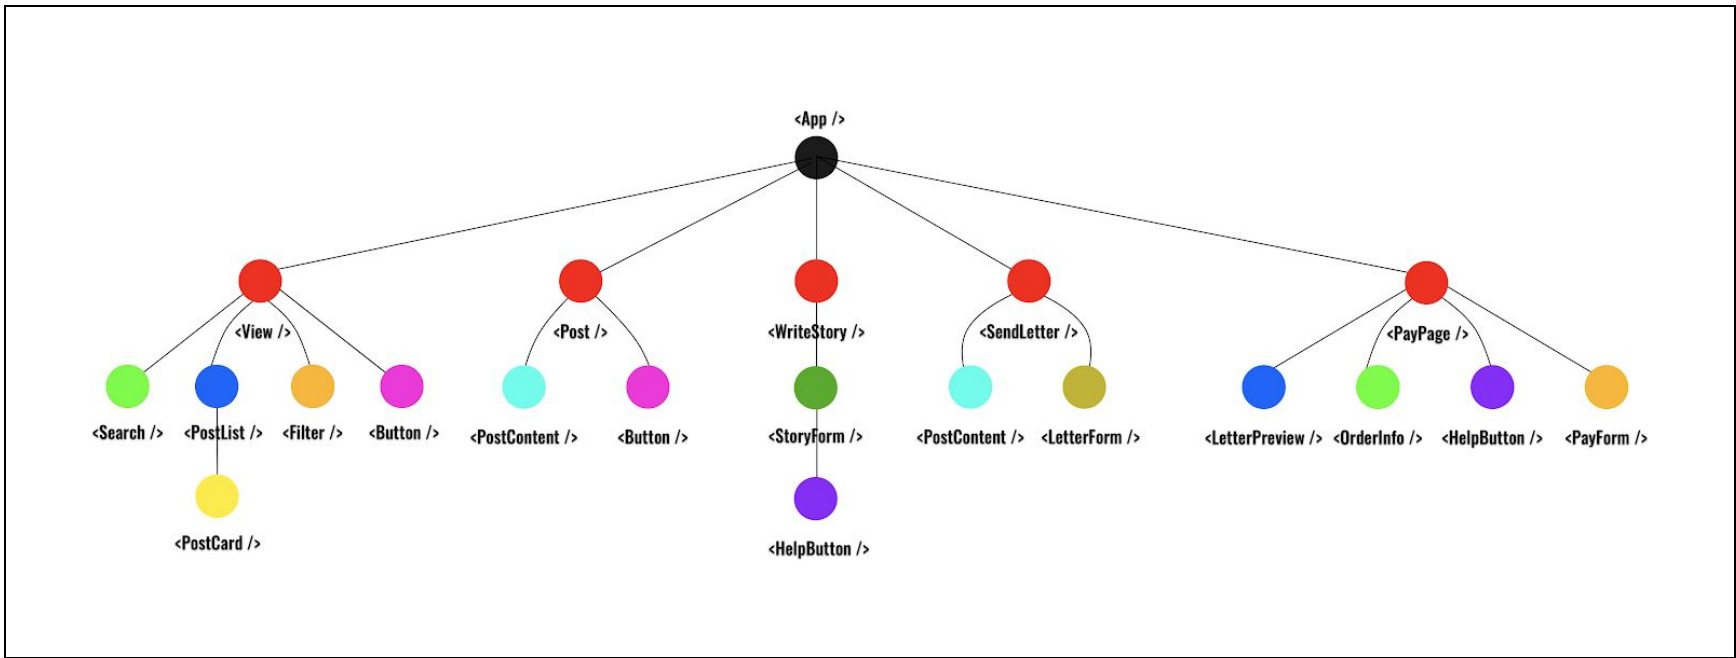 <App />
<View />
<Post />
<WriteStory />
<SendLetter />
<PayPage />
<Search />
<PostList />
<Filter />
<Button />
<PostContent />
<Button />
<StoryForm />
<PostContent />
<LetterForm />
<LetterPreview />
<OrderInfo />
<HelpButton />
<PayForm />
<PostCard />
<HelpButton />